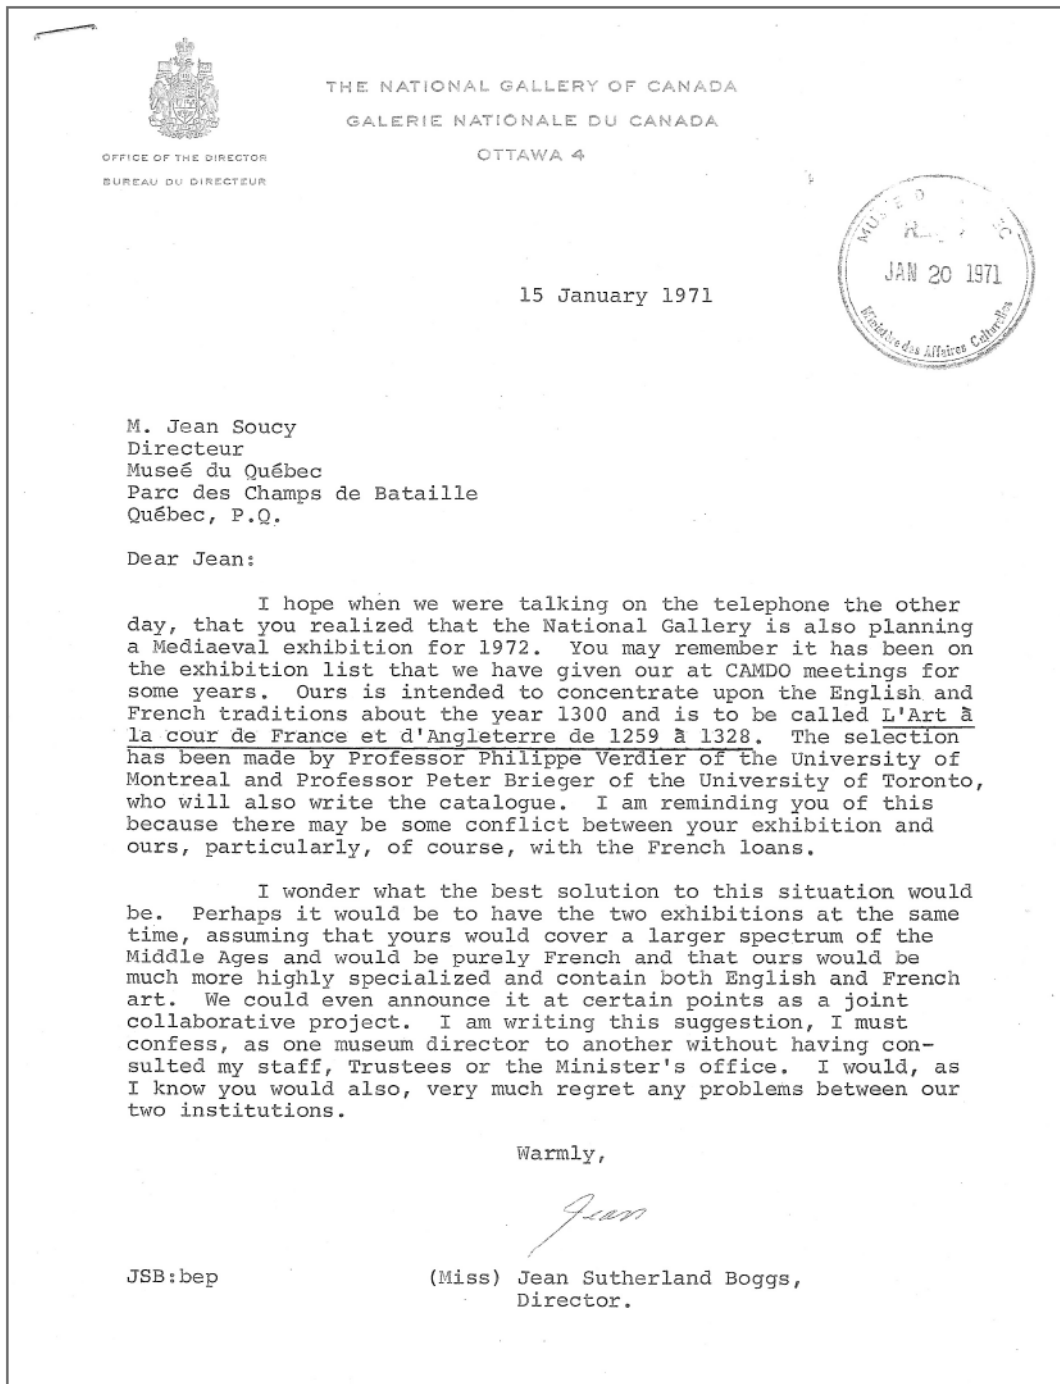 THE NATIONAL GALLERY OF CANADA
GALERIE NATIONALE DU CANADA
OTTAWA 4
OFFICE OF THE DIRECTOR
BUREAU DU DIRECTEUR
JAN 20 1971
Ministère des Affaires Culturelles
15 January 1971
M. Jean Soucy
Directeur
Museé du Québec
Parc des Champs de Bataille
Québec, P.Q.
Dear Jean:
I hope when we were talking on the telephone the other
day, that you realized that the National Gallery is also planning
a Mediaeval exhibition for 1972. You may remember it has been on
the exhibition list that we have given our at CAMDO meetings for
some years. Ours is intended to concentrate upon the English and
French traditions about the year 1300 and is to be called L'Art à
la cour de France et d'Angleterre de 1259 à 1328. The selection
has been made by Professor Philippe Verdier of the University of
Montreal and Professor Peter Brieger of the University of Toronto,
who will also write the catalogue. I am reminding you of this
because there may be some conflict between your exhibition and
ours, particularly, of course, with the French loans.
I wonder what the best solution to this situation would
be. Perhaps it would be to have the two exhibitions at the same
time, assuming that yours would cover a larger spectrum of the
Middle Ages and would be purely French and that ours would be
much more highly specialized and contain both English and French
art. We could even announce it at certain points as a joint
collaborative project. I am writing this suggestion, I must
confess, as one museum director to another without having con-
sulted my staff, Trustees or the Minister's office. I would, as
I know you would also, very much regret any problems between our
two institutions.
Warmly,
Jean
JSB:bep
(Miss) Jean Sutherland Boggs,
Director.